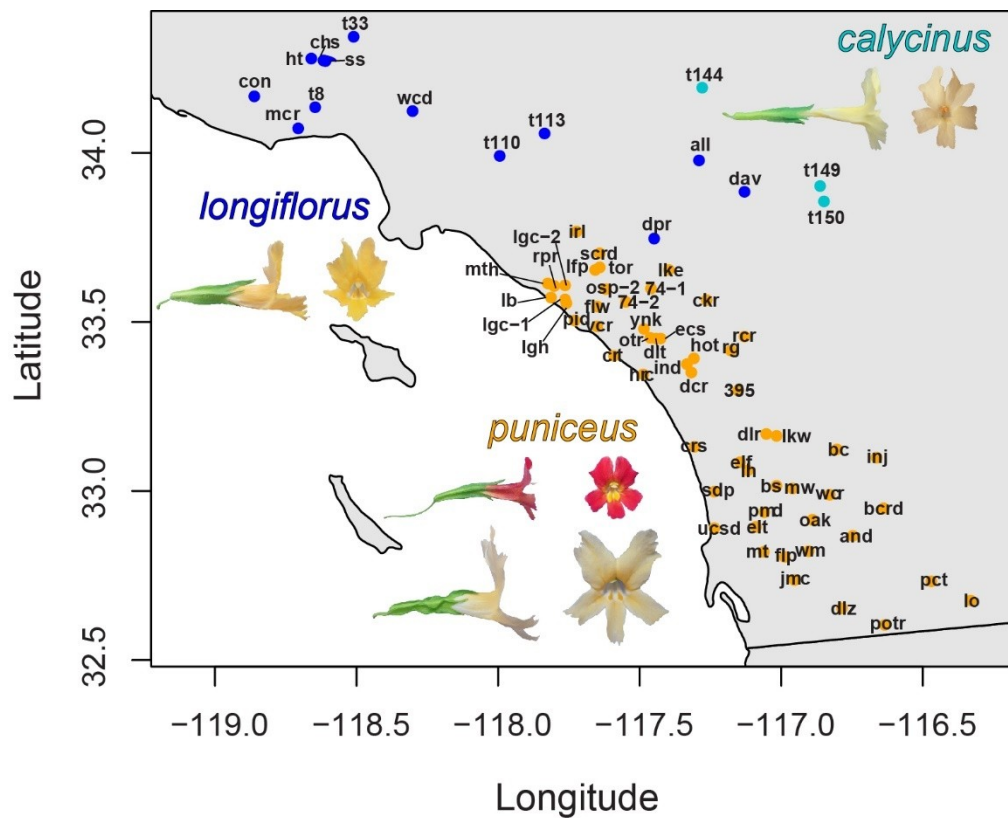 t33
chs
ht
ss
calycinus
con
t8
mcr
wcd
t144
34.0
t113
t110
all
dav
t149
t150
longiflorus
dpr
irl
lgc−2
rpr
scrd
mth
lfp
tor
lke
osp−2
74−1
lb
flw
74−2
ckr
33.5
lgc−1
pid
vcr
ynk
ecs
lgh
otr
dlt
hot
rcr
rg
crt
ind
hic
dcr
395
puniceus
dlr
lkw
crs
bc
elf
lh
inj
33.0
sdp
bs
mw
wcr
pmd
bcrd
ucsd
elt
oak
and
mt
flp
wm
jmc
pct
dlz
lo
potr
32.5
Latitude
−119.0
−118.5
−118.0
−117.5
−117.0
−116.5
Longitude